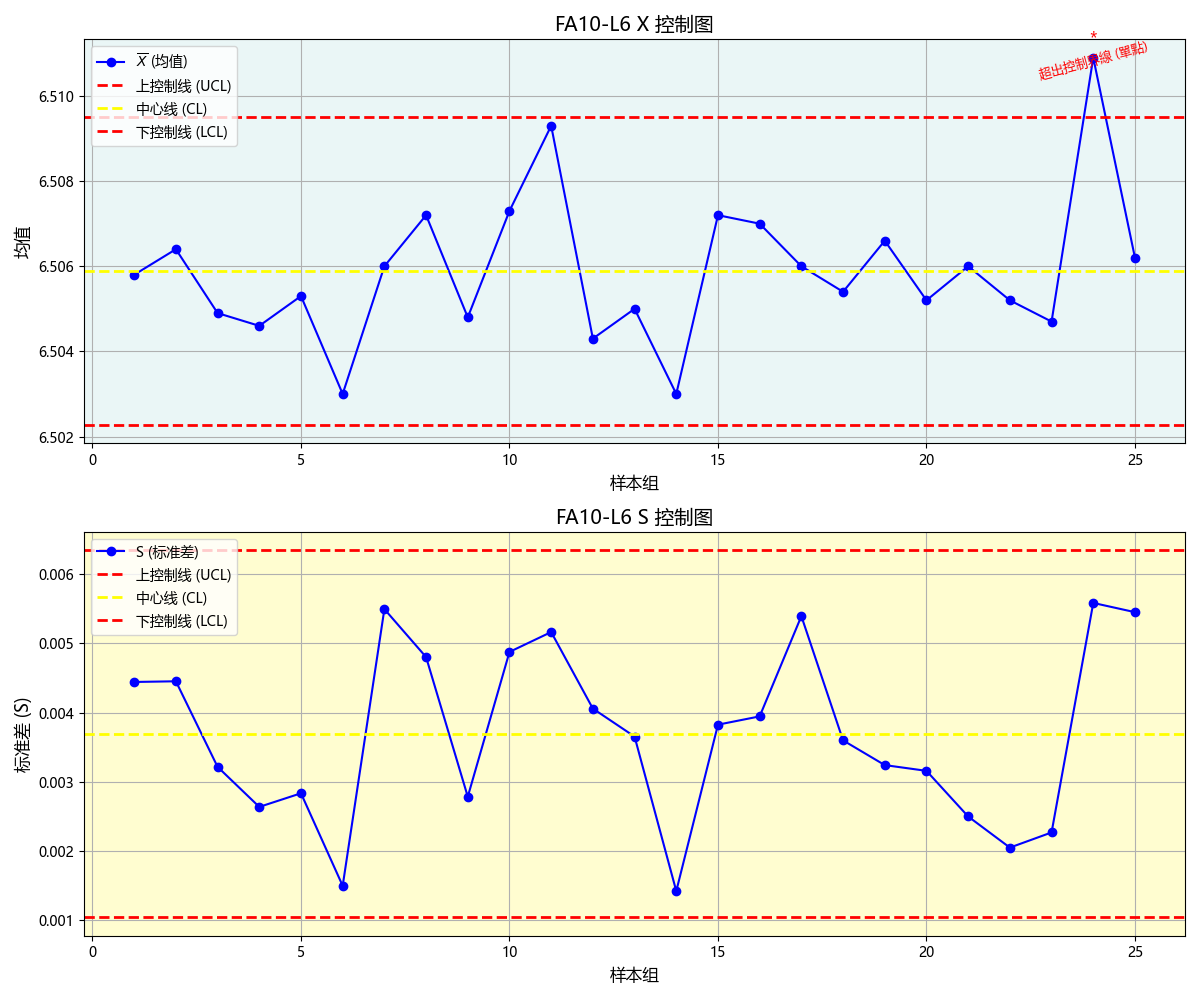 FA10-L6 X 控制图
*
超出控制界線 (單點)
X (均值)
上控制线 (UCL)
中心线 (CL)
下控制线 (LCL)
6.510
6.508
6.506
6.504
6.502
均值
0 5 10 15 20 25
样本组
FA10-L6 S 控制图
S (标准差)
上控制线 (UCL)
中心线 (CL)
下控制线 (LCL)
0.006
0.005
0.004
0.003
0.002
0.001
标准差 (S)
0 5 10 15 20 25
样本组